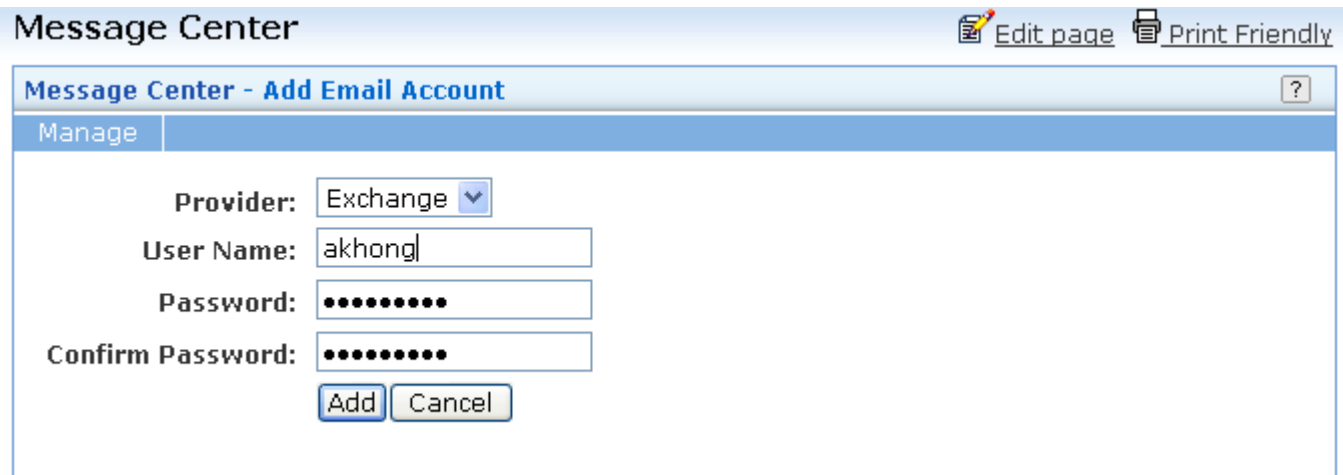 Message Center
Edit page Print Friendly
Message Center - Add Email Account ?
Manage
Provider: Exchange
User Name: akhong
Password: •••••••••
Confirm Password: •••••••••
Add Cancel